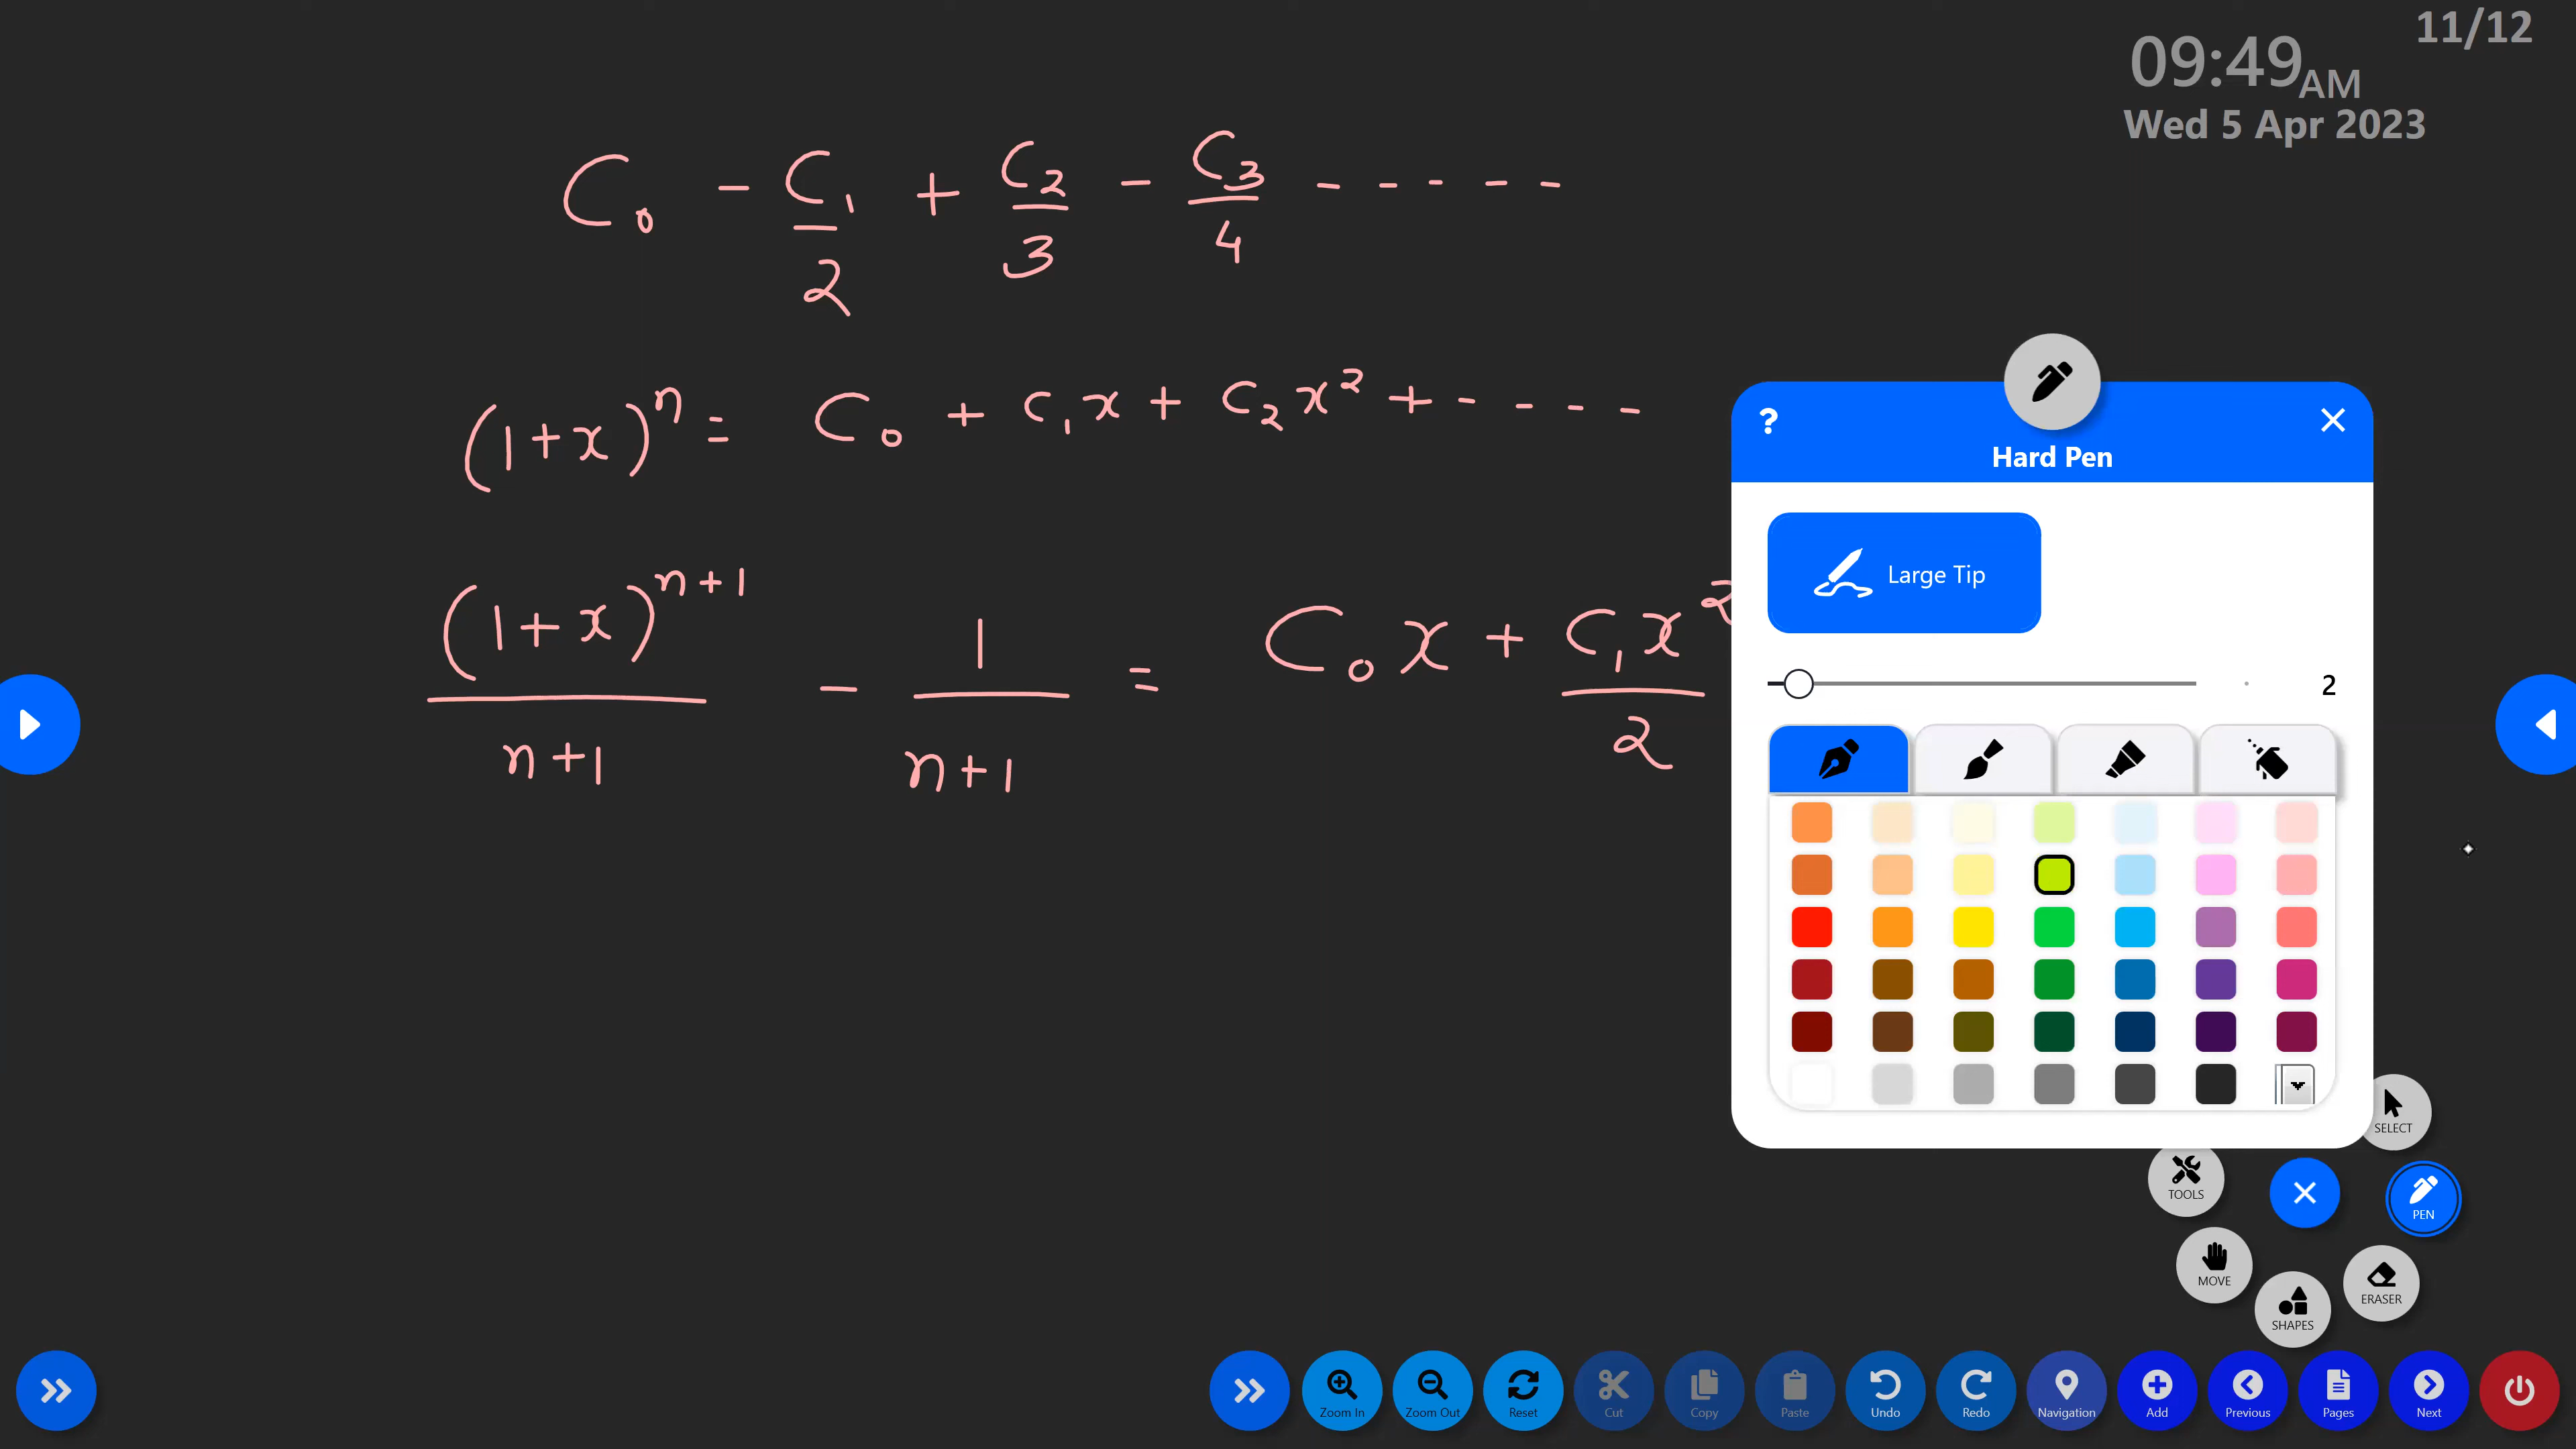 11/12
09:49 AM
Wed 5 Apr 2023
C₀ - C₁/2 + C₂/3 - C₃/4 - - - - -
(1+x)ⁿ = C₀ + C₁x + C₂x² + - - - -
(1+x)ⁿ⁺¹/n+1 - 1/n+1 = C₀x + C₁x²/2
?
Hard Pen
Large Tip
2
SELECT
TOOLS
PEN
MOVE
ERASER
SHAPES
Zoom In Zoom Out Reset Cut Copy Paste Undo Redo Navigation Add Previous Pages Next